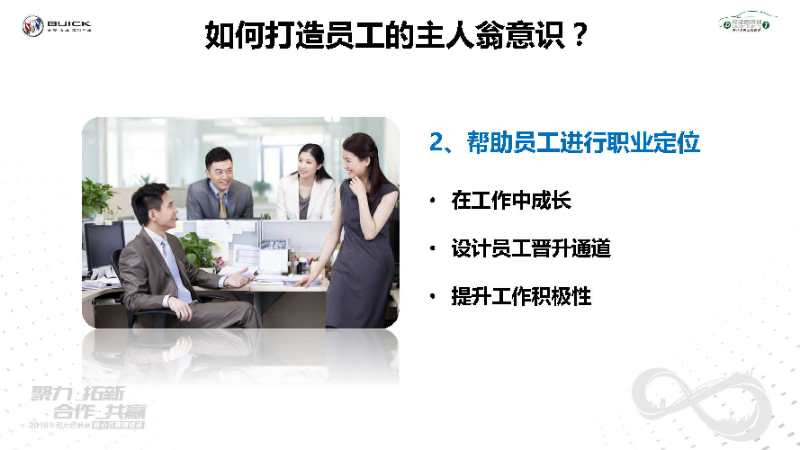 BUICK
如何打造员工的主人翁意识？
2、帮助员工进行职业定位
• 在工作中成长
• 设计员工晋升通道
• 提升工作积极性
聚力 拓新
合作 共赢